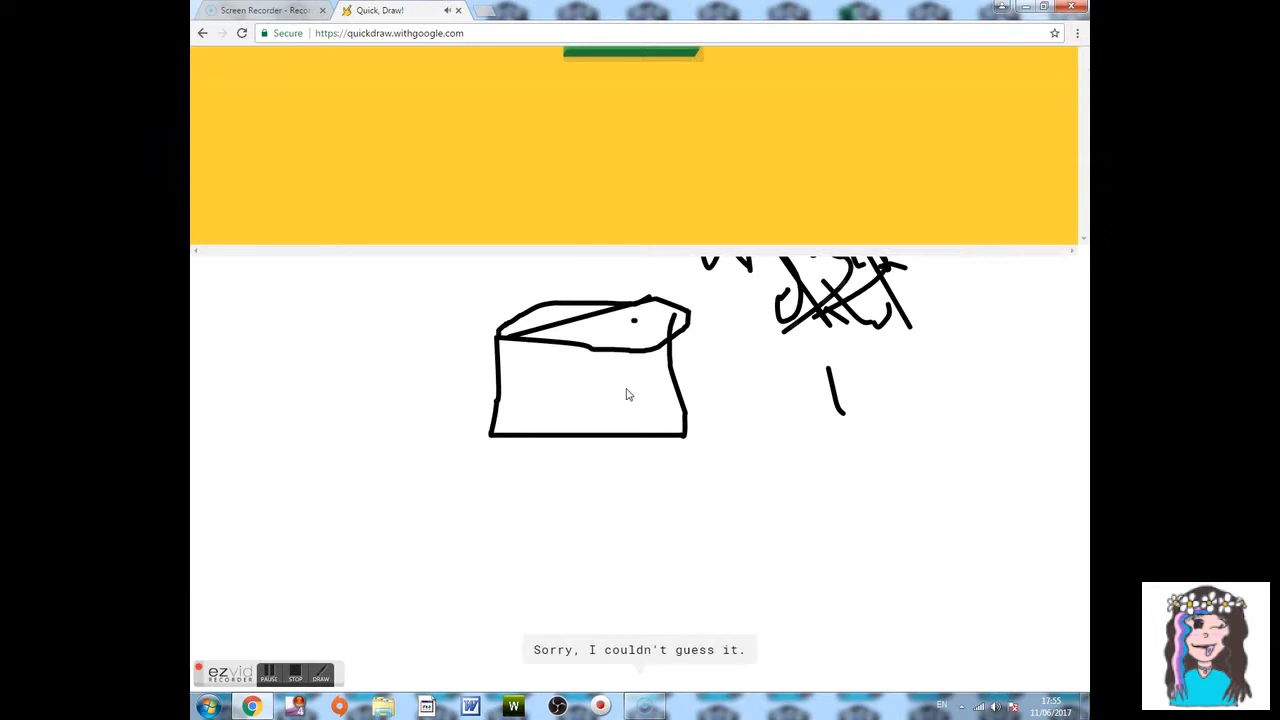 Screen Recorder - Reco
Quick, Draw!
Secure
https://quickdraw.withgoogle.com
Sorry, I couldn't guess it.
ezvid
RECORDER
PAUSE
STOP
DRAW
W
EN
17:55
11/06/2017